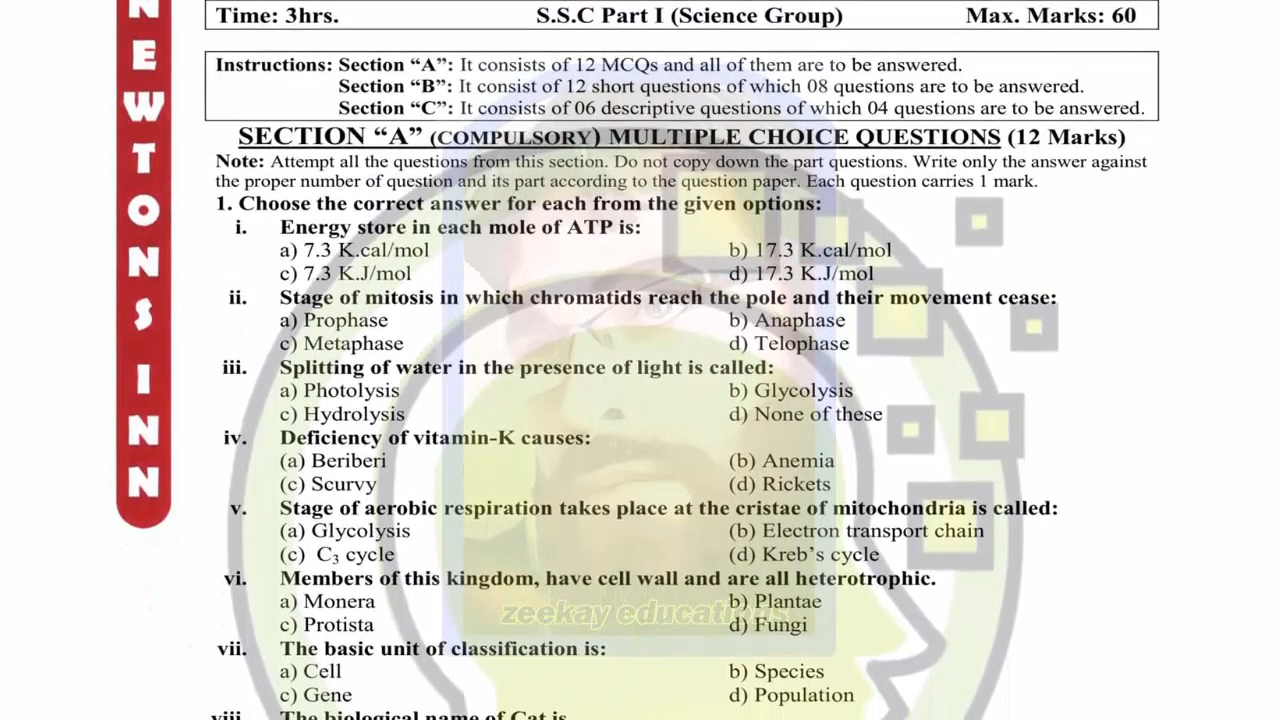 NEWTONS INN
Time: 3hrs. S.S.C Part I (Science Group) Max. Marks: 60
Instructions: Section “A”: It consists of 12 MCQs and all of them are to be answered.
Section “B”: It consist of 12 short questions of which 08 questions are to be answered.
Section “C”: It consists of 06 descriptive questions of which 04 questions are to be answered.
SECTION “A” (COMPULSORY) MULTIPLE CHOICE QUESTIONS (12 Marks)
Note: Attempt all the questions from this section. Do not copy down the part questions. Write only the answer against
the proper number of question and its part according to the question paper. Each question carries 1 mark.
1. Choose the correct answer for each from the given options:
i. Energy store in each mole of ATP is:
a) 7.3 K.cal/mol b) 17.3 K.cal/mol
c) 7.3 K.J/mol d) 17.3 K.J/mol
ii. Stage of mitosis in which chromatids reach the pole and their movement cease:
a) Prophase b) Anaphase
c) Metaphase d) Telophase
iii. Splitting of water in the presence of light is called:
a) Photolysis b) Glycolysis
c) Hydrolysis d) None of these
iv. Deficiency of vitamin-K causes:
(a) Beriberi (b) Anemia
(c) Scurvy (d) Rickets
v. Stage of aerobic respiration takes place at the cristae of mitochondria is called:
(a) Glycolysis (b) Electron transport chain
(c) C₃ cycle (d) Kreb’s cycle
vi. Members of this kingdom, have cell wall and are all heterotrophic.
a) Monera b) Plantae
zeekay educations
c) Protista d) Fungi
vii. The basic unit of classification is:
a) Cell b) Species
c) Gene d) Population
viii. The biological name of Cat is